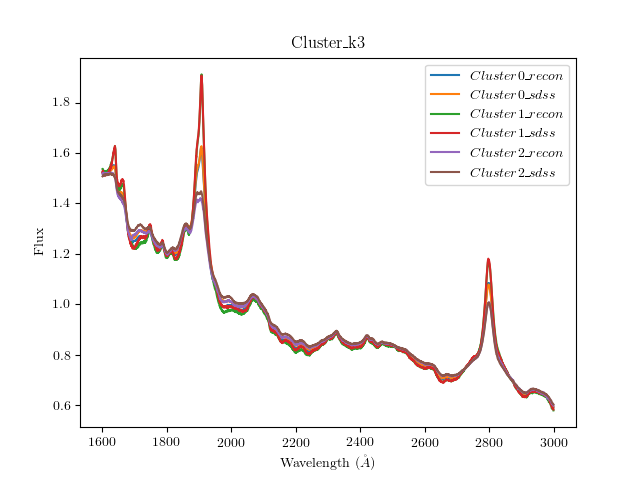 Cluster_k3
Cluster0_recon
Cluster0_sdss
Cluster1_recon
Cluster1_sdss
Cluster2_recon
Cluster2_sdss
Flux
1.8
1.6
1.4
1.2
1.0
0.8
0.6
1600 1800 2000 2200 2400 2600 2800 3000
Wavelength (Å)